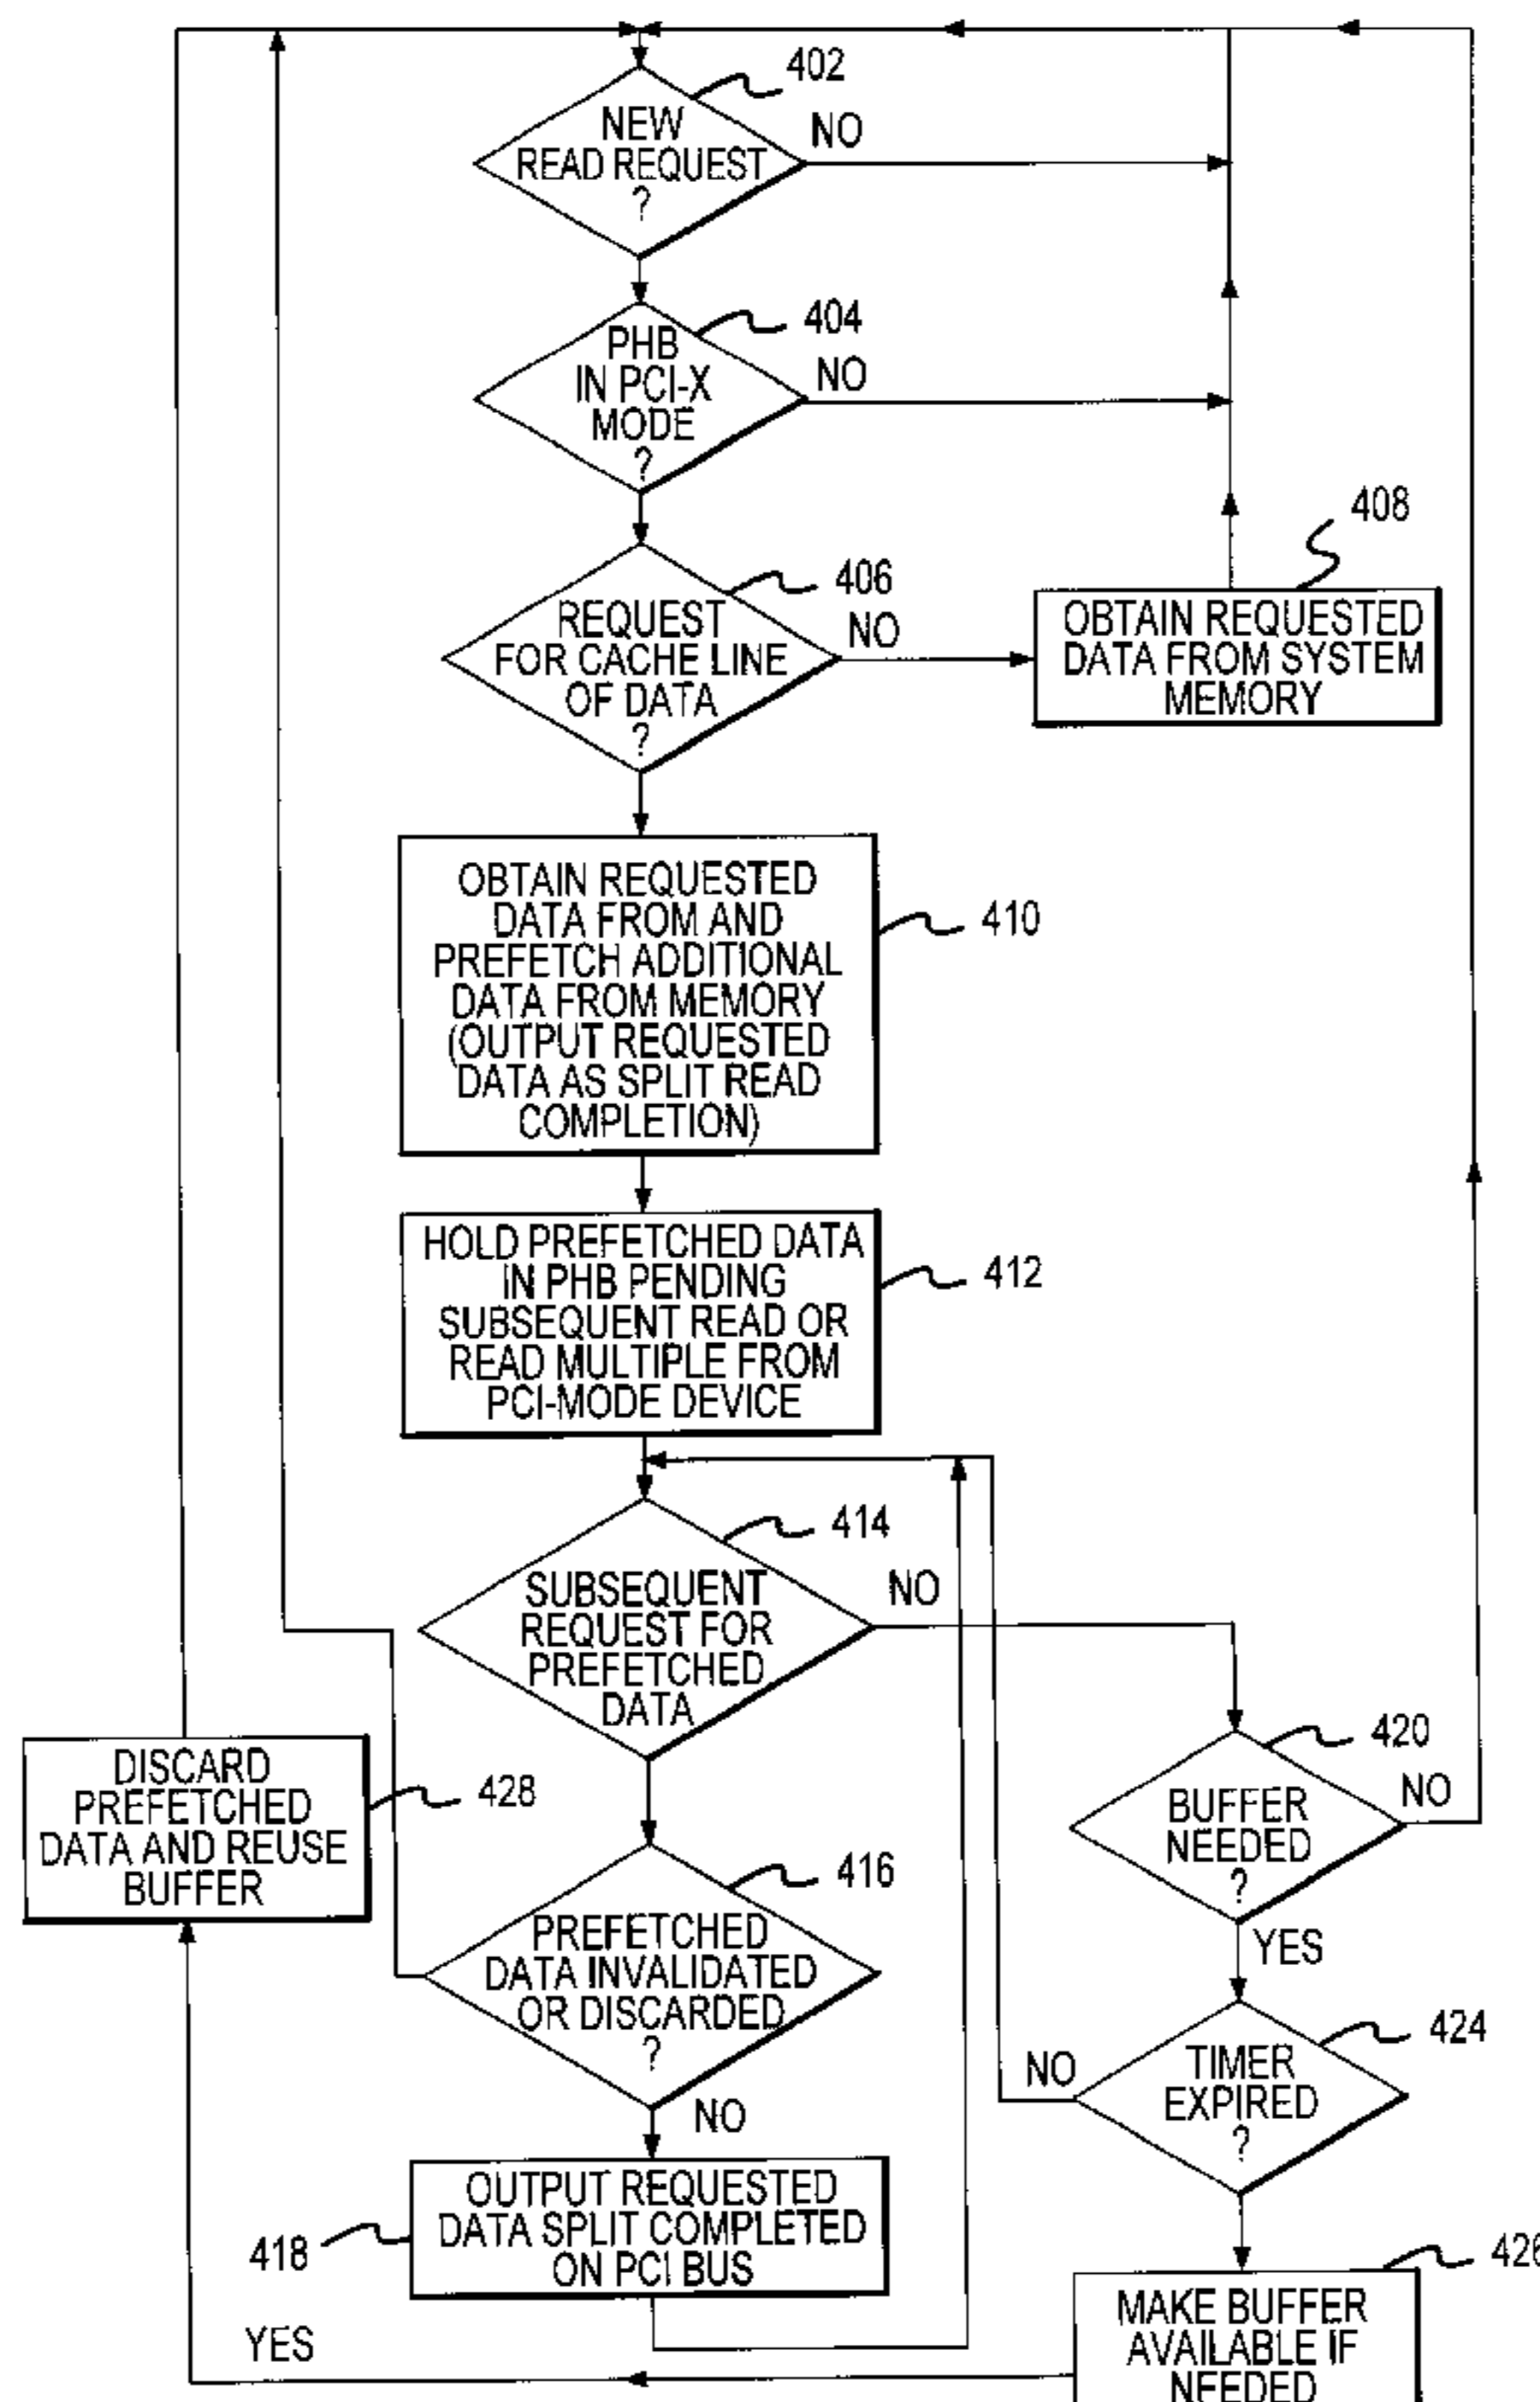 402
NEW
READ REQUEST
?
NO
404
PHB
IN PCI-X
MODE
?
NO
406
REQUEST
FOR CACHE LINE
OF DATA
?
NO
408
OBTAIN REQUESTED
DATA FROM SYSTEM
MEMORY
OBTAIN REQUESTED
DATA FROM AND
PREFETCH ADDITIONAL
DATA FROM MEMORY
(OUTPUT REQUESTED
DATA AS SPLIT READ
COMPLETION)
410
HOLD PREFETCHED DATA
IN PHB PENDING
SUBSEQUENT READ OR
READ MULTIPLE FROM
PCI-MODE DEVICE
412
414
SUBSEQUENT
REQUEST FOR
PREFETCHED
DATA
NO
420
BUFFER
NEEDED
?
NO
YES
DISCARD
PREFETCHED
DATA AND REUSE
BUFFER
428
416
PREFETCHED
DATA INVALIDATED
OR DISCARDED
?
NO
424
TIMER
EXPIRED
?
NO
OUTPUT REQUESTED
DATA SPLIT COMPLETED
ON PCI BUS
418
426
MAKE BUFFER
AVAILABLE IF
NEEDED
YES